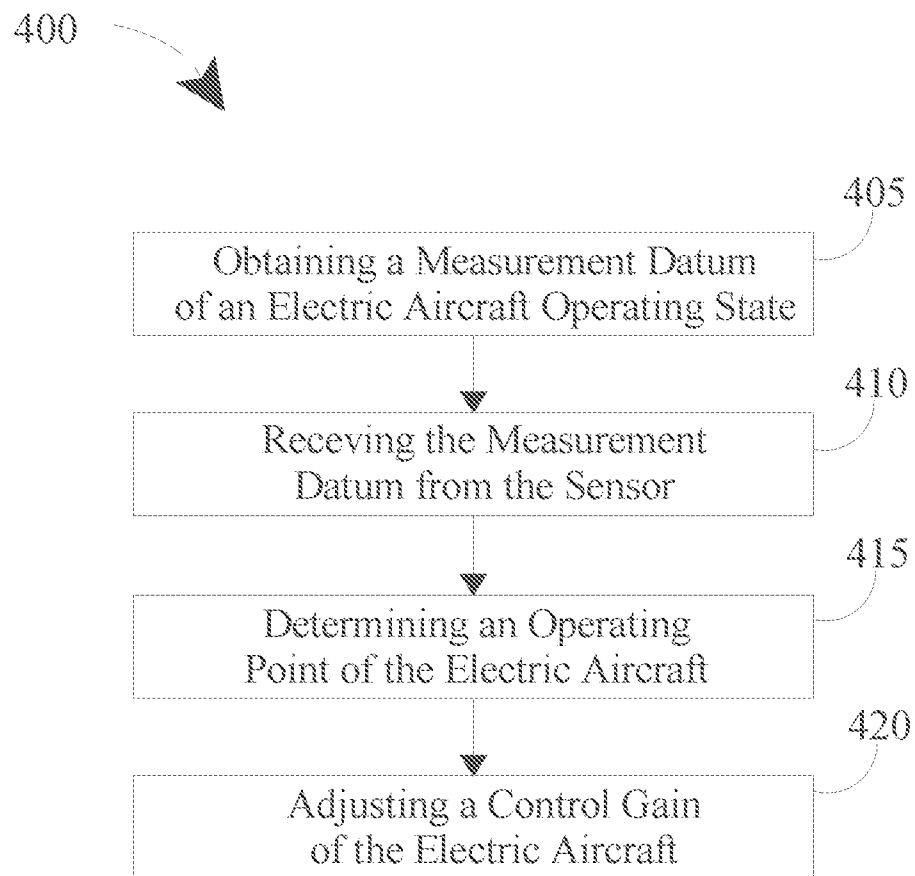 400
405
Obtaining a Measurement Datum
of an Electric Aircraft Operating State
410
Receving the Measurement
Datum from the Sensor
415
Determining an Operating
Point of the Electric Aircraft
420
Adjusting a Control Gain
of the Electric Aircraft